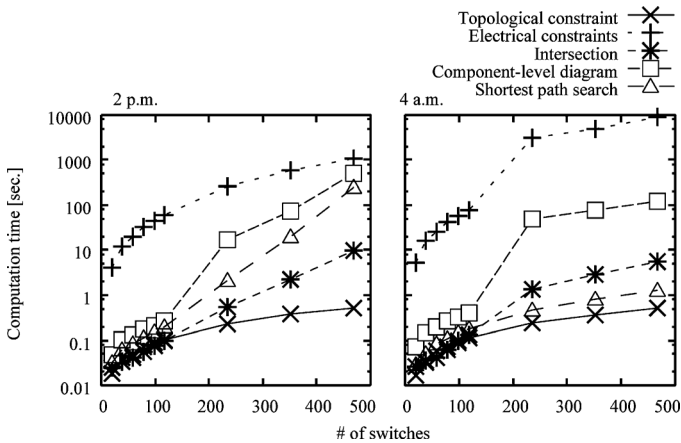 Topological constraint
Electrical constraints
Intersection
Component-level diagram
Shortest path search
2 p.m.
4 a.m.
Computation time [sec.]
10000
1000
100
10
1
0.1
0.01
0 100 200 300 400 500
0 100 200 300 400 500
# of switches